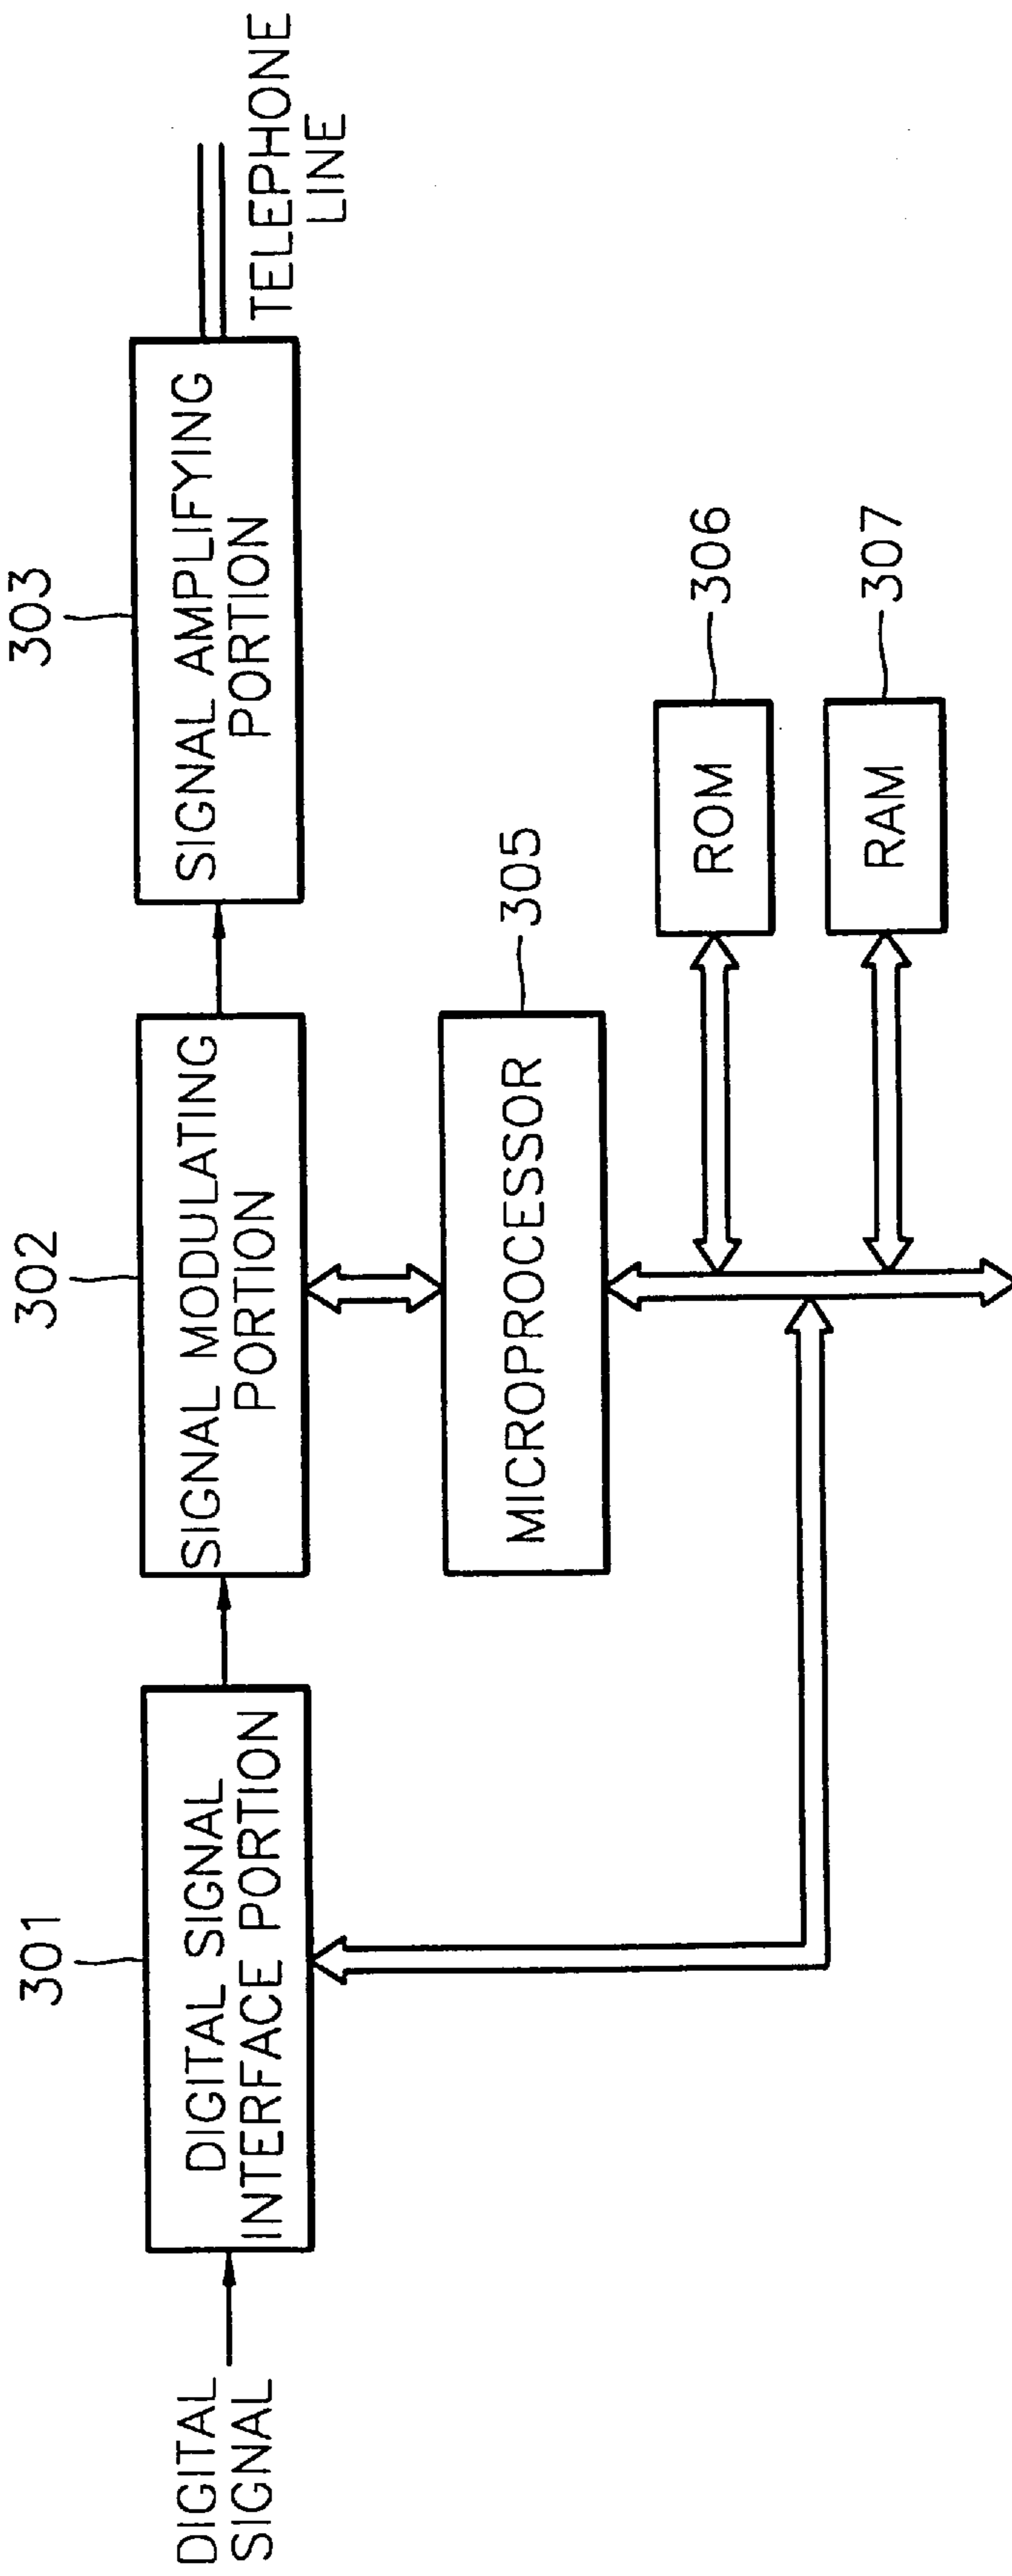 DIGITAL
SIGNAL
301
DIGITAL SIGNAL
INTERFACE PORTION
302
SIGNAL MODULATING
PORTION
303
SIGNAL AMPLIFYING
PORTION
TELEPHONE
LINE
MICROPROCESSOR
305
ROM
306
RAM
307